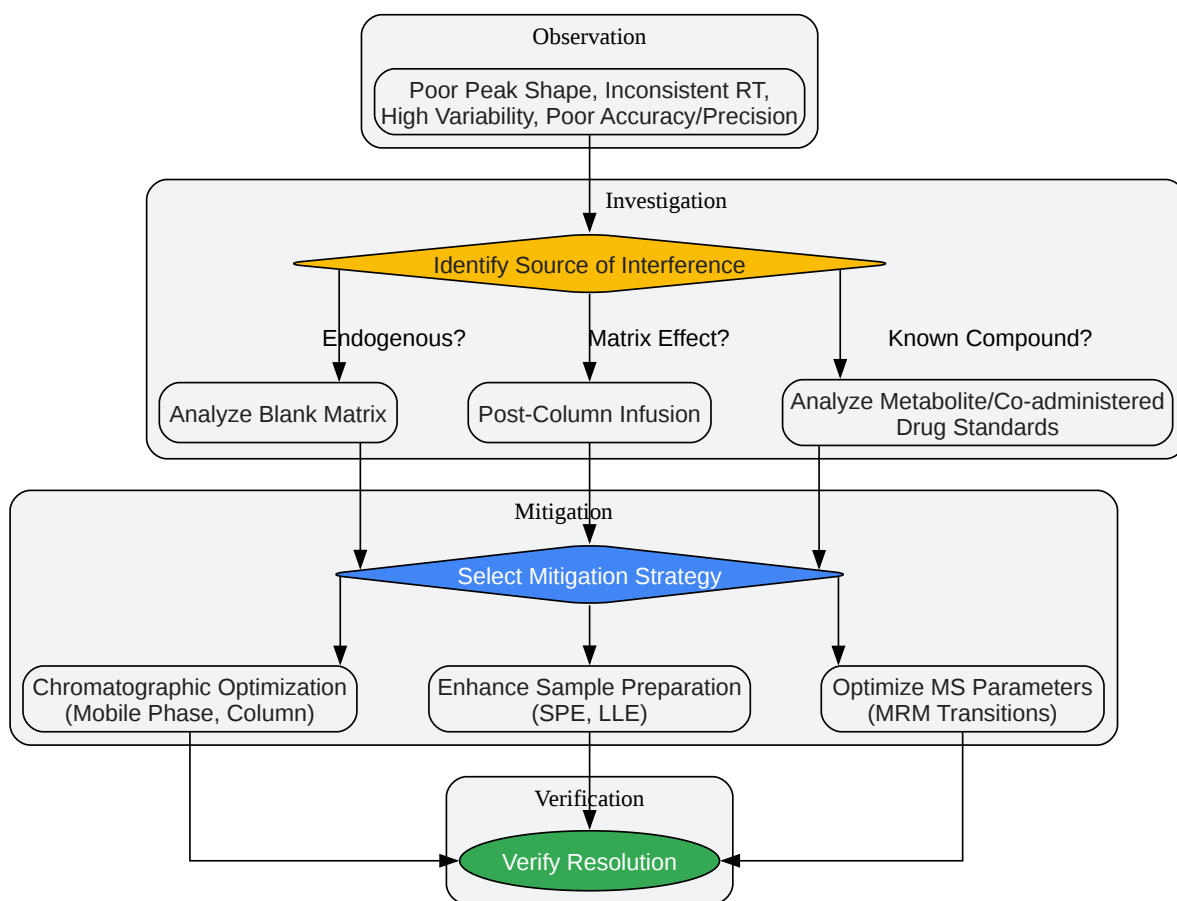 Observation
Poor Peak Shape, Inconsistent RT,
High Variability, Poor Accuracy/Precision
Investigation
Identify Source of Interference
Endogenous?
Matrix Effect?
Known Compound?
Analyze Blank Matrix
Post-Column Infusion
Analyze Metabolite/Co-administered
Drug Standards
Mitigation
Select Mitigation Strategy
Chromatographic Optimization
(Mobile Phase, Column)
Enhance Sample Preparation
(SPE, LLE)
Optimize MS Parameters
(MRM Transitions)
Verification
Verify Resolution